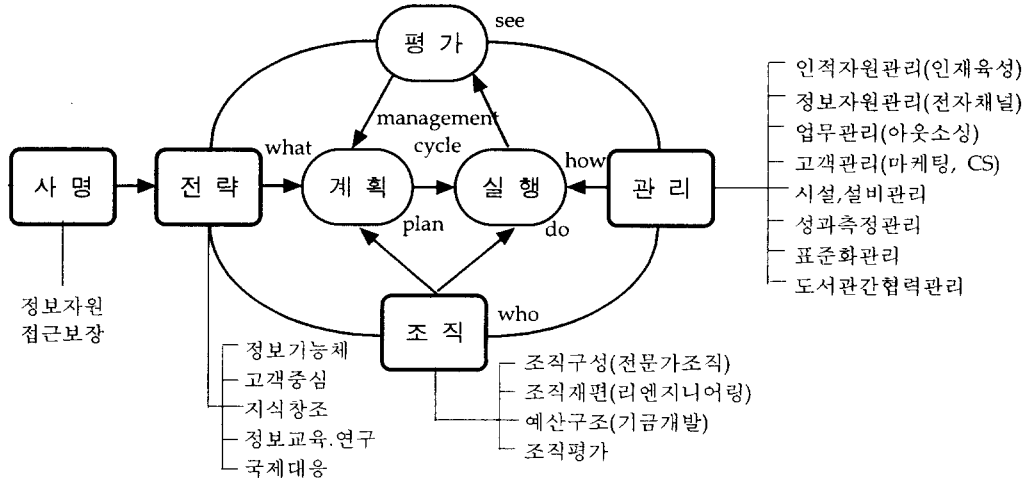 see
평 가
management
cycle
what
how
사 명
전 략
계 획
실 행
관 리
plan
do
조 직
who
정보자원
접근보장
정보기능체
고객중심
지식창조
정보교육.연구
국제대응
조직구성(전문가조직)
조직재편(리엔지니어링)
예산구조(기금개발)
조직평가
인적자원관리(인재육성)
정보자원관리(전자채널)
업무관리(아웃소싱)
고객관리(마케팅, CS)
시설,설비관리
성과측정관리
표준화관리
도서관간협력관리